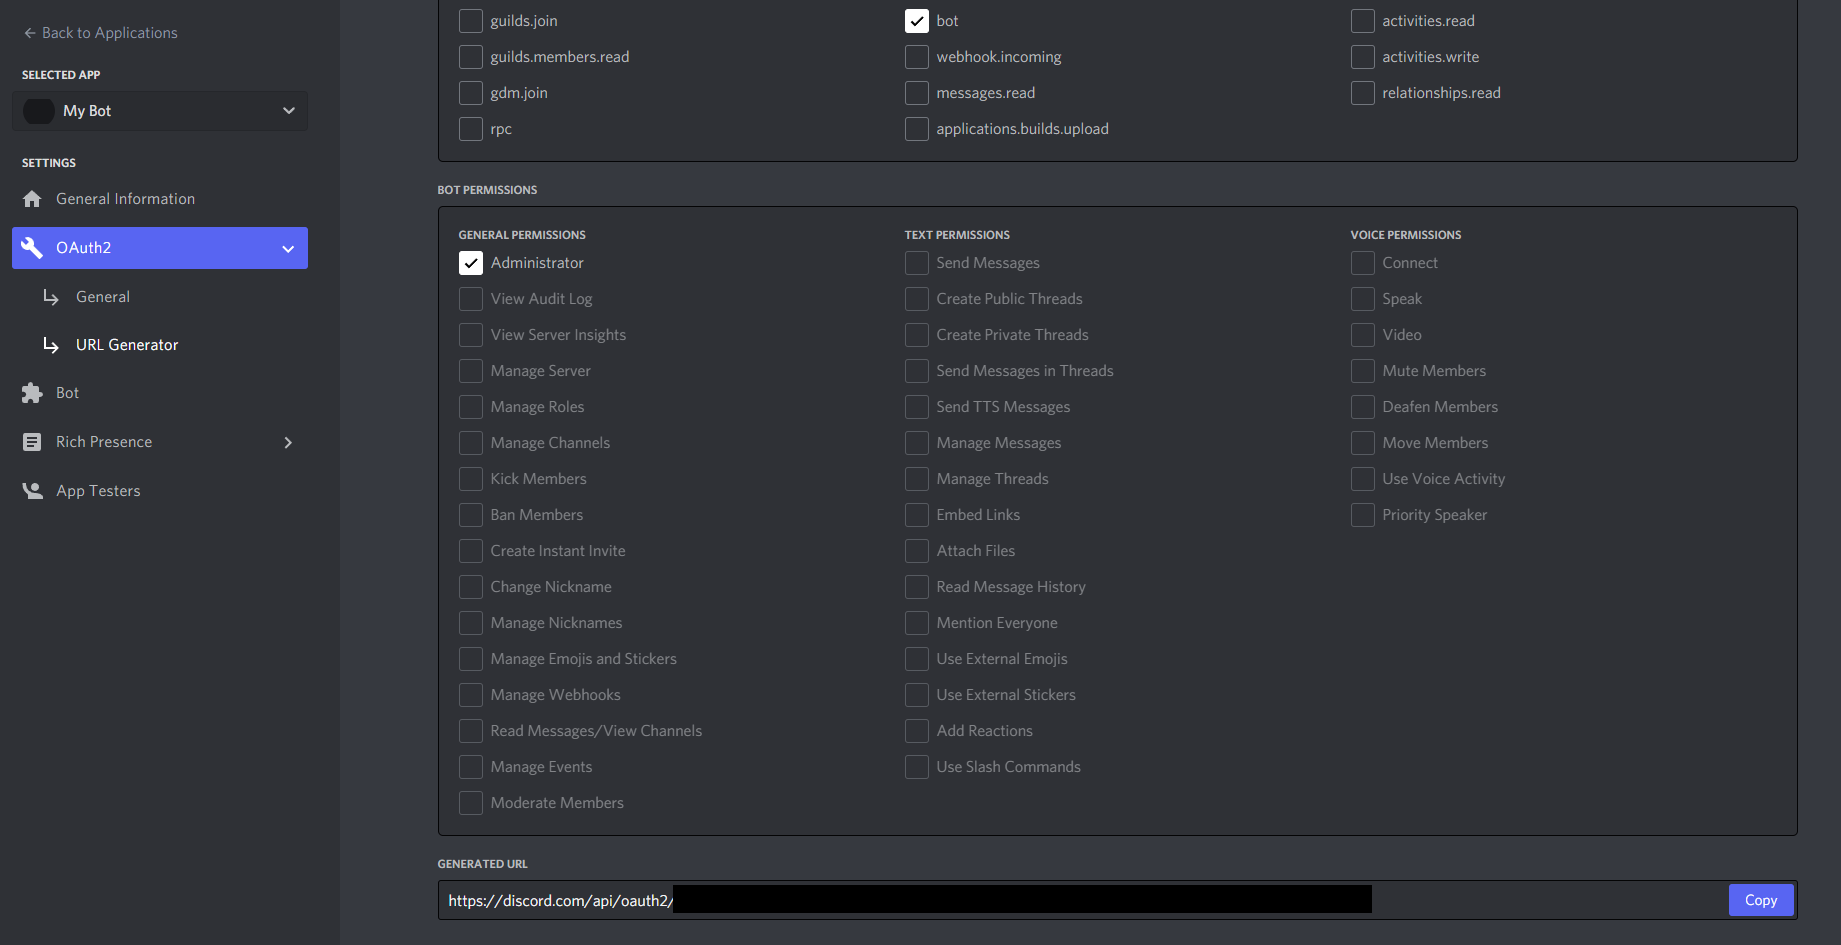 Back to Applications
SELECTED APP
My Bot
SETTINGS
General Information
OAuth2
General
URL Generator
Bot
Rich Presence
App Testers
guilds.join
guilds.members.read
gdm.join
rpc
bot
webhook.incoming
messages.read
applications.builds.upload
activities.read
activities.write
relationships.read
BOT PERMISSIONS
GENERAL PERMISSIONS
Administrator
View Audit Log
View Server Insights
Manage Server
Manage Roles
Manage Channels
Kick Members
Ban Members
Create Instant Invite
Change Nickname
Manage Nicknames
Manage Emojis and Stickers
Manage Webhooks
Read Messages/View Channels
Manage Events
Moderate Members
TEXT PERMISSIONS
Send Messages
Create Public Threads
Create Private Threads
Send Messages in Threads
Send TTS Messages
Manage Messages
Manage Threads
Embed Links
Attach Files
Read Message History
Mention Everyone
Use External Emojis
Use External Stickers
Add Reactions
Use Slash Commands
VOICE PERMISSIONS
Connect
Speak
Video
Mute Members
Deafen Members
Move Members
Use Voice Activity
Priority Speaker
GENERATED URL
https://discord.com/api/oauth2/
Copy